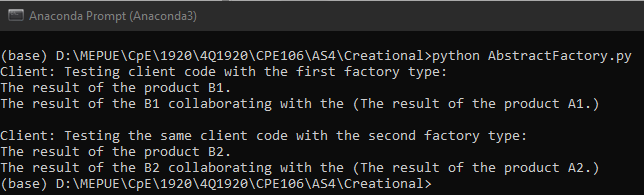 Anaconda Prompt (Anaconda3)
(base) D:\MEPUE\CpE\1920\4Q1920\CPE106\AS4\Creational>python AbstractFactory.py
Client: Testing client code with the first factory type:
The result of the product B1.
The result of the B1 collaborating with the (The result of the product A1.)
Client: Testing the same client code with the second factory type:
The result of the product B2.
The result of the B2 collaborating with the (The result of the product A2.)
(base) D:\MEPUE\CpE\1920\4Q1920\CPE106\AS4\Creational>